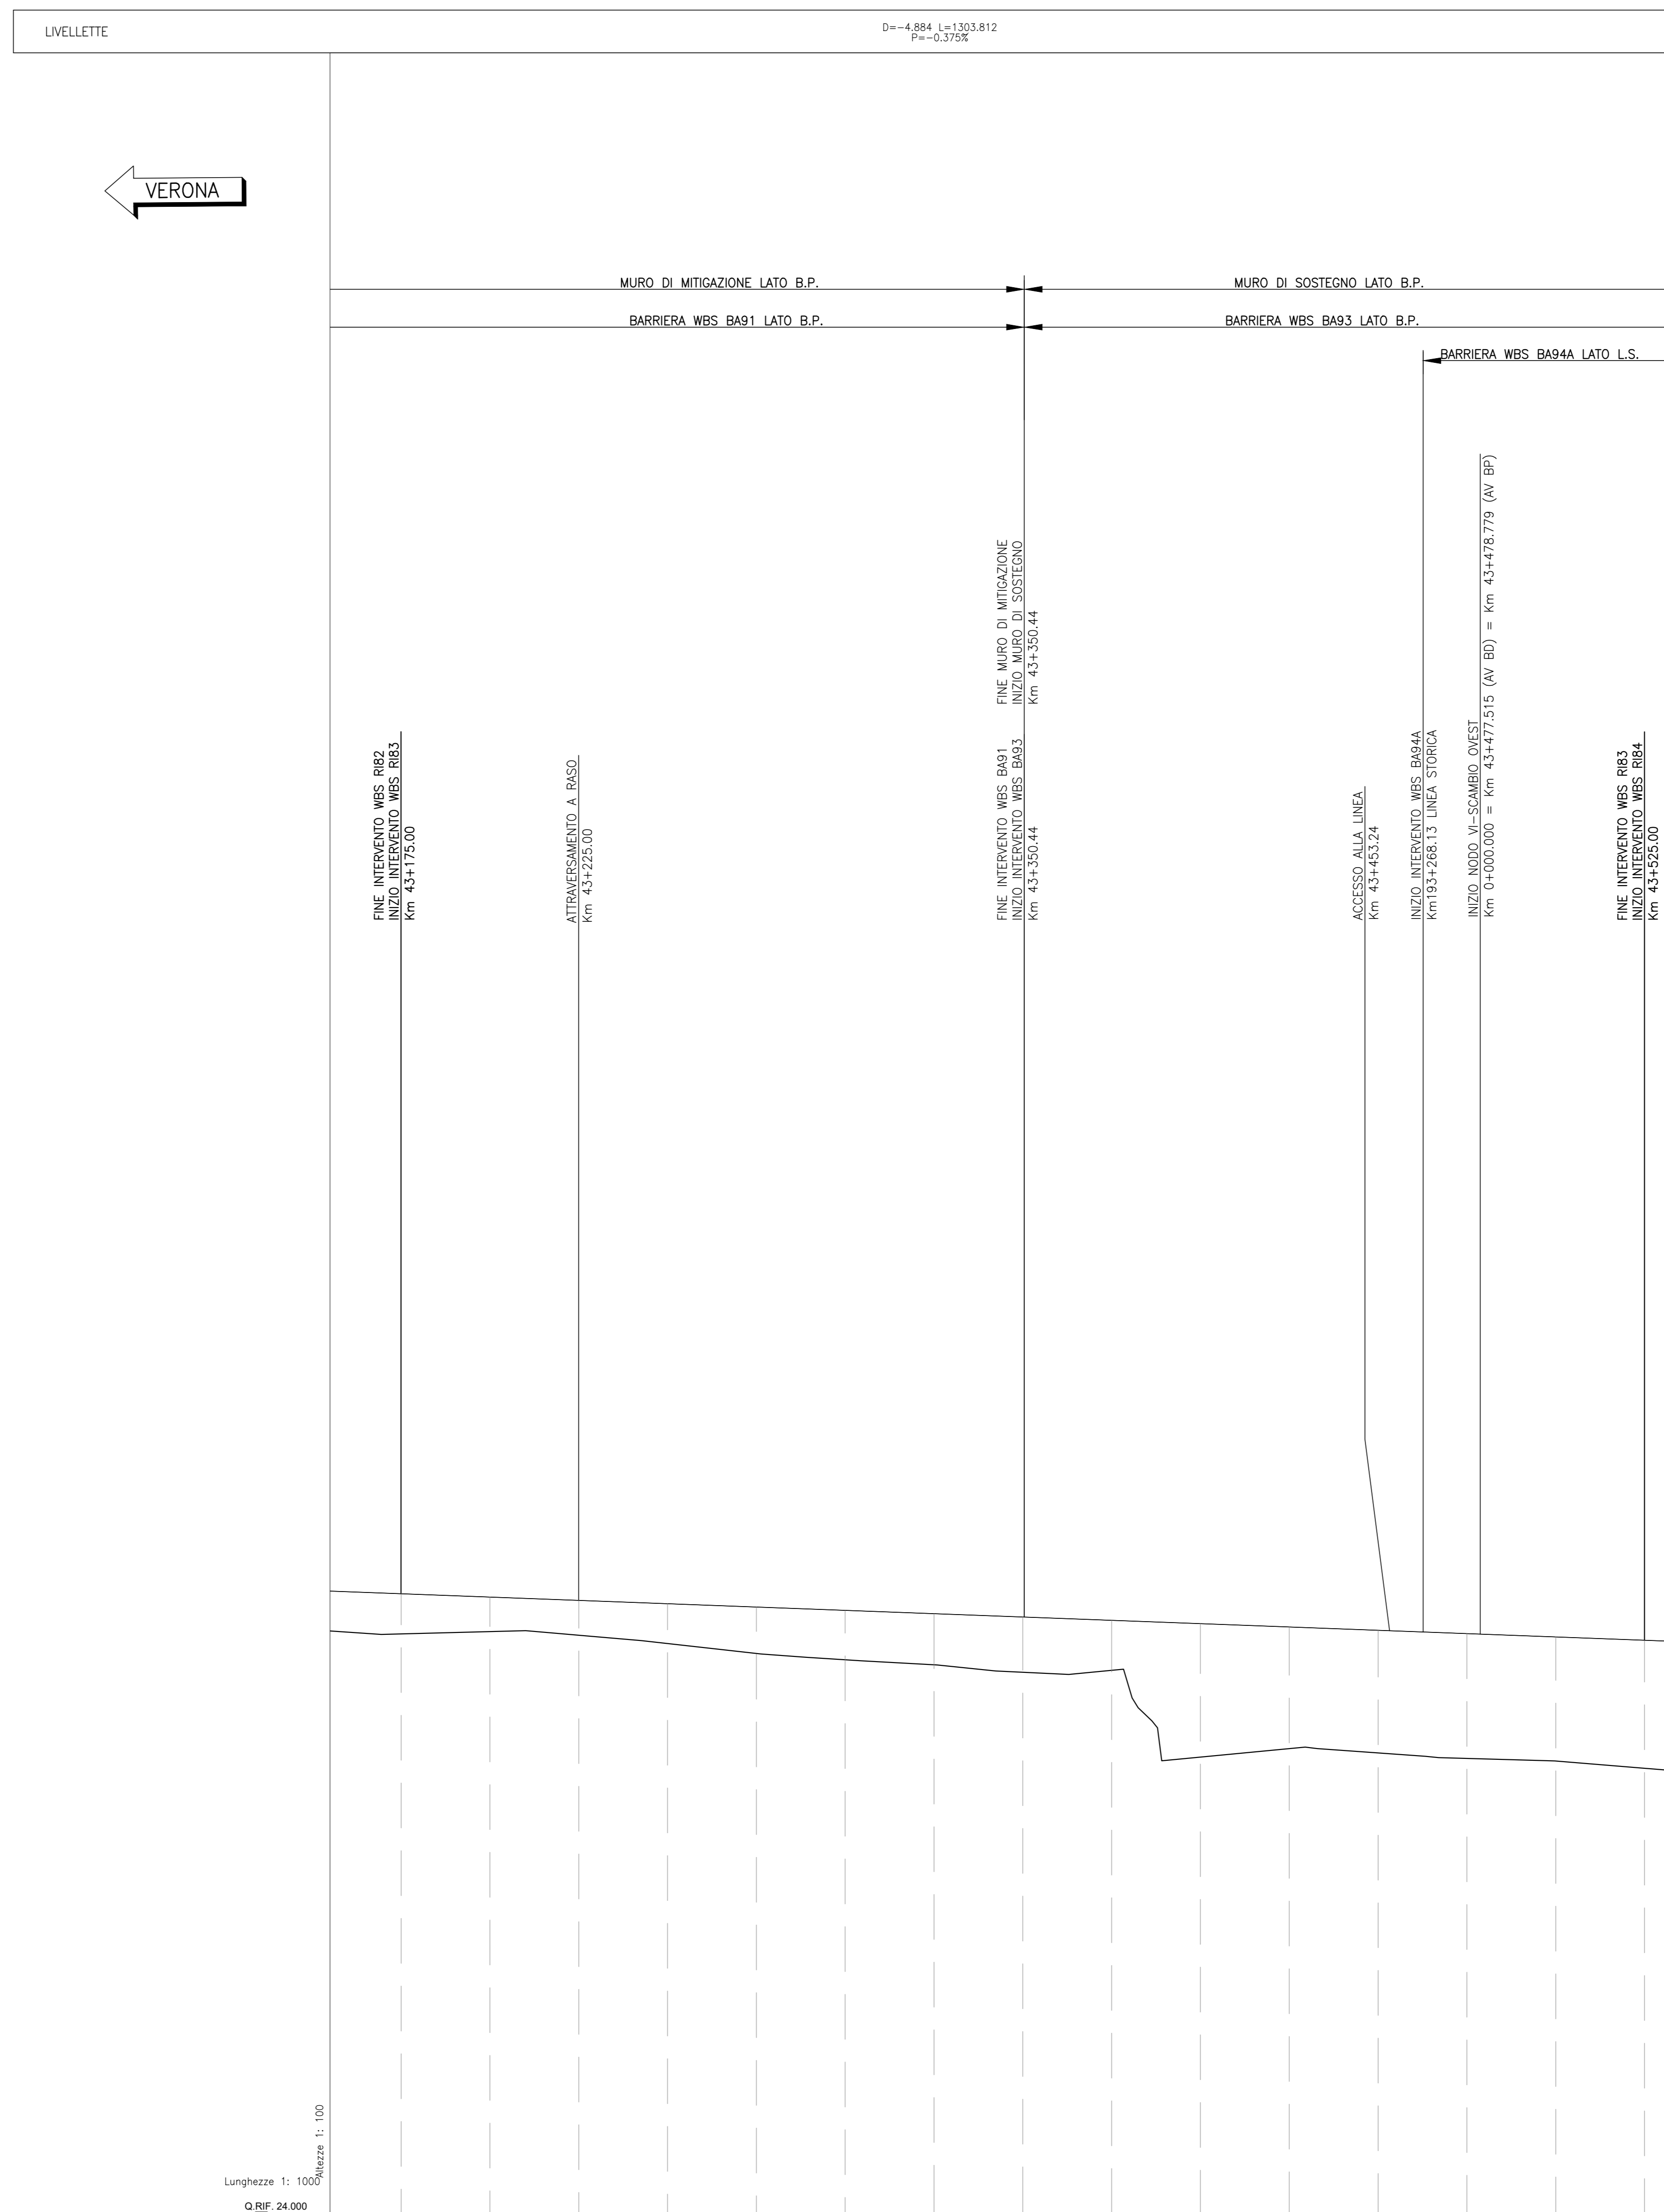 LIVELLETTE
D=-4.884 L=1303.812
P=-0.375%
VERONA
MURO DI MITIGAZIONE LATO B.P.
MURO DI SOSTEGNO LATO B.P.
BARRIERA WBS BA91 LATO B.P.
BARRIERA WBS BA93 LATO B.P.
BARRIERA WBS BA94A LATO L.S.
FINE INTERVENTO WBS RI82
INIZIO INTERVENTO WBS RI83
Km 43+175.00
ATTRAVERSAMENTO A RASO
Km 43+225.00
FINE MURO DI MITIGAZIONE
INIZIO MURO DI SOSTEGNO
Km 43+350.44
FINE INTERVENTO WBS BA91
INIZIO INTERVENTO WBS BA93
Km 43+350.44
ACCESSO ALLA LINEA
Km 43+453.24
INIZIO INTERVENTO WBS BA94A
Km193+268.13 LINEA STORICA
INIZIO NODO VI-SCAMBIO OVEST
Km 0+000.000 = Km 43+477.515 (AV BD) = Km 43+478.779 (AV BP)
FINE INTERVENTO WBS RI83
INIZIO INTERVENTO WBS RI84
Km 43+525.00
Altezze 1: 100
Lunghezze 1: 1000
Q.RIF. 24.000